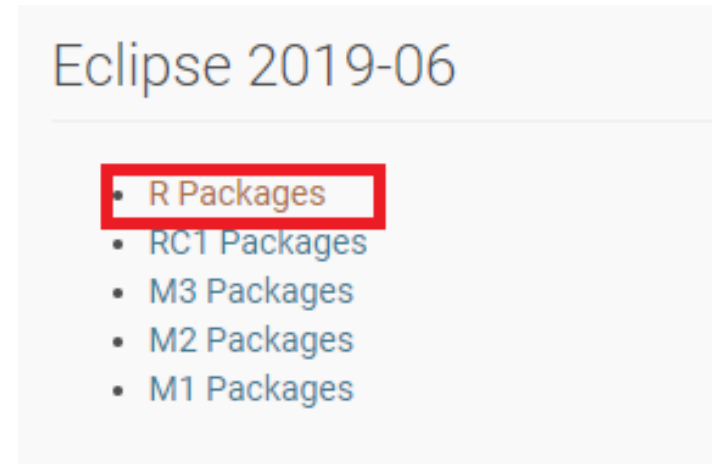 Eclipse 2019-06
R Packages
RC1 Packages
M3 Packages
M2 Packages
M1 Packages